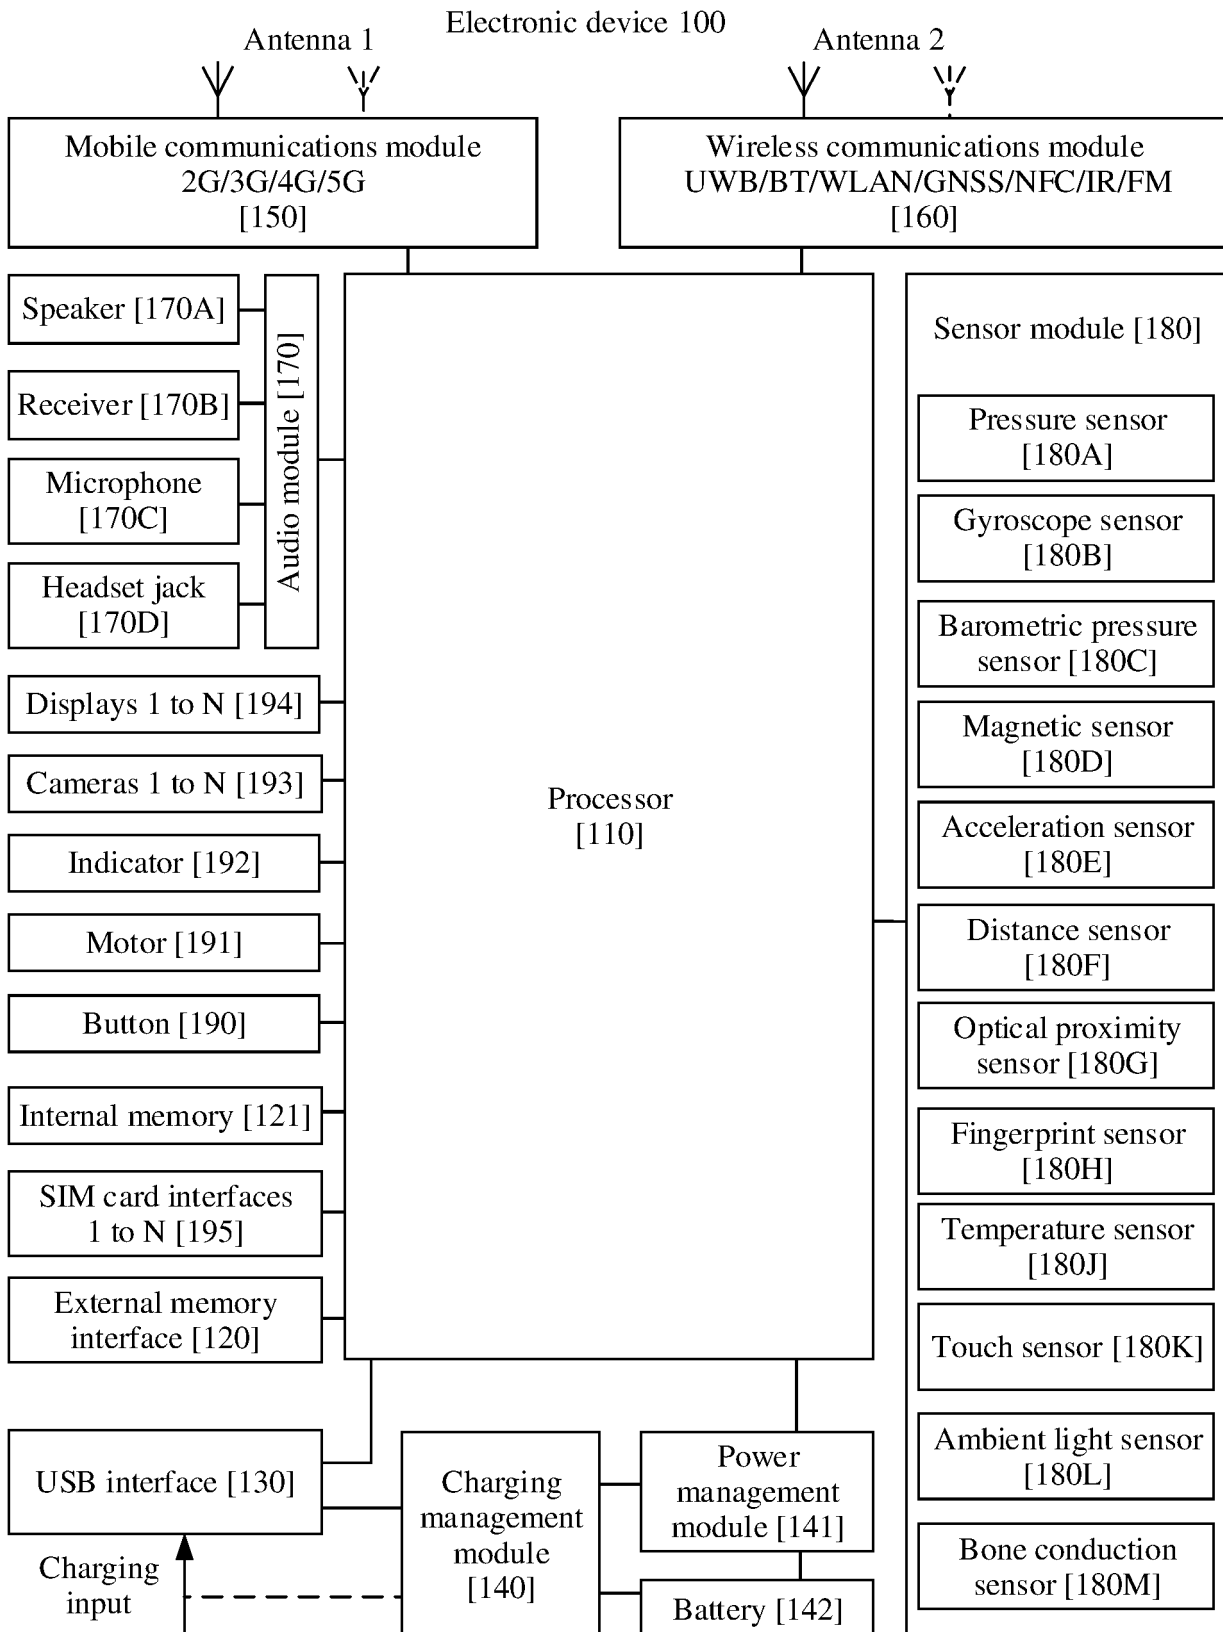 Electronic device 100
Antenna 1
Antenna 2
Mobile communications module
2G/3G/4G/5G
[150]
Wireless communications module
UWB/BT/WLAN/GNSS/NFC/IR/FM
[160]
Speaker [170A]
Receiver [170B]
Microphone
[170C]
Headset jack
[170D]
Audio module [170]
Displays 1 to N [194]
Cameras 1 to N [193]
Indicator [192]
Motor [191]
Button [190]
Internal memory [121]
SIM card interfaces
1 to N [195]
External memory
interface [120]
Processor
[110]
Sensor module [180]
Pressure sensor
[180A]
Gyroscope sensor
[180B]
Barometric pressure
sensor [180C]
Magnetic sensor
[180D]
Acceleration sensor
[180E]
Distance sensor
[180F]
Optical proximity
sensor [180G]
Fingerprint sensor
[180H]
Temperature sensor
[180J]
Touch sensor [180K]
Ambient light sensor
[180L]
Bone conduction
sensor [180M]
USB interface [130]
Charging
input
Charging
management
module
[140]
Power
management
module [141]
Battery [142]